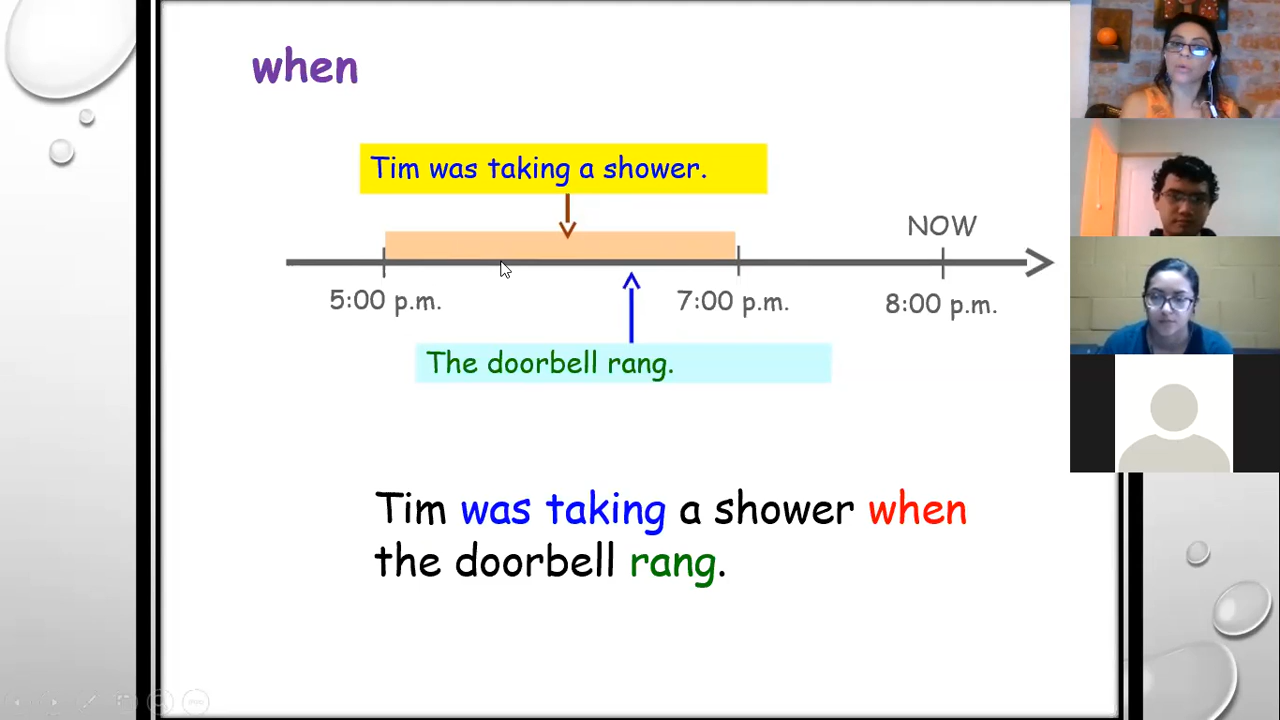 when
Tim was taking a shower.
NOW
5:00 p.m. 7:00 p.m. 8:00 p.m.
The doorbell rang.
Tim was taking a shower when
the doorbell rang.